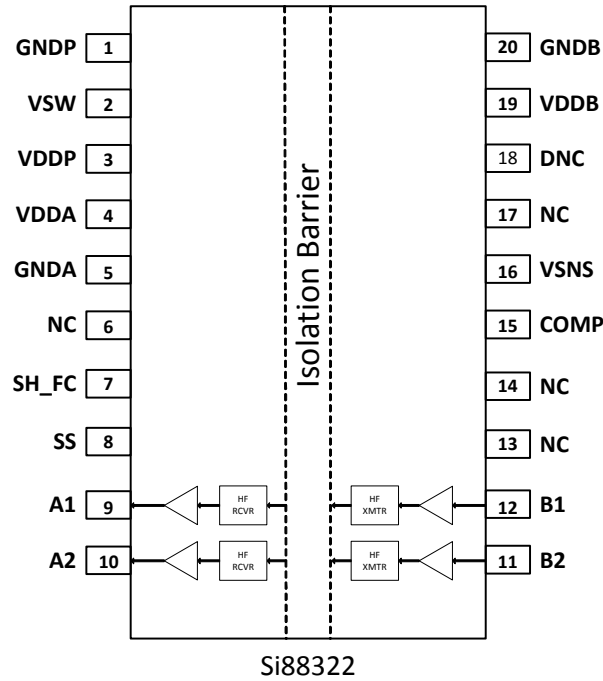 GNDP 1
VSW 2
VDDP 3
VDDA 4
GNDA 5
NC 6
SH_FC 7
SS 8
A1 9
A2 10
Isolation Barrier
20 GNDB
19 VDDB
18 DNC
17 NC
16 VSNS
15 COMP
14 NC
13 NC
12 B1
11 B2
HF
RCVR
HF
XMTR
HF
RCVR
HF
XMTR
Si88322